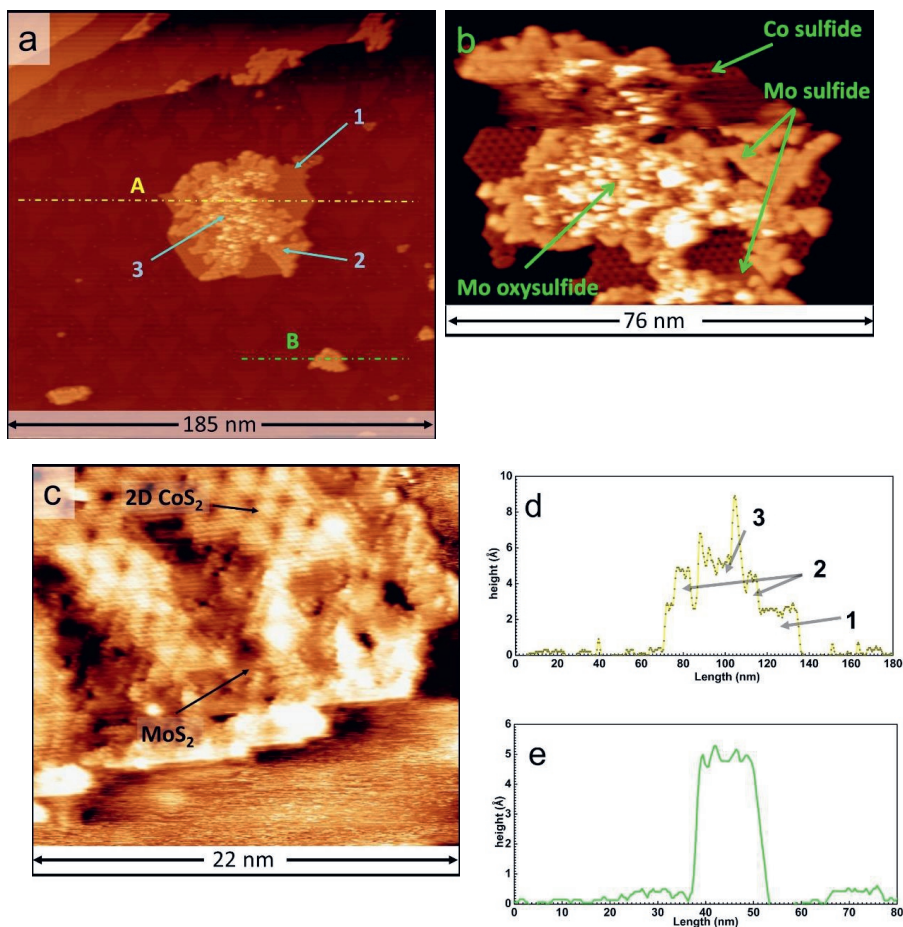 a
1
A
3
2
B
185 nm
b
Co sulfide
Mo sulfide
Mo oxysulfide
76 nm
c
2D CoS₂
MoS₂
22 nm
d
10
8
6
4
2
0
height (Å)
3
2
1
0 20 40 60 80 100 120 140 160 180
Length (nm)
e
6
5
4
3
2
1
0
height (Å)
0 10 20 30 40 50 60 70 80
Length (nm)